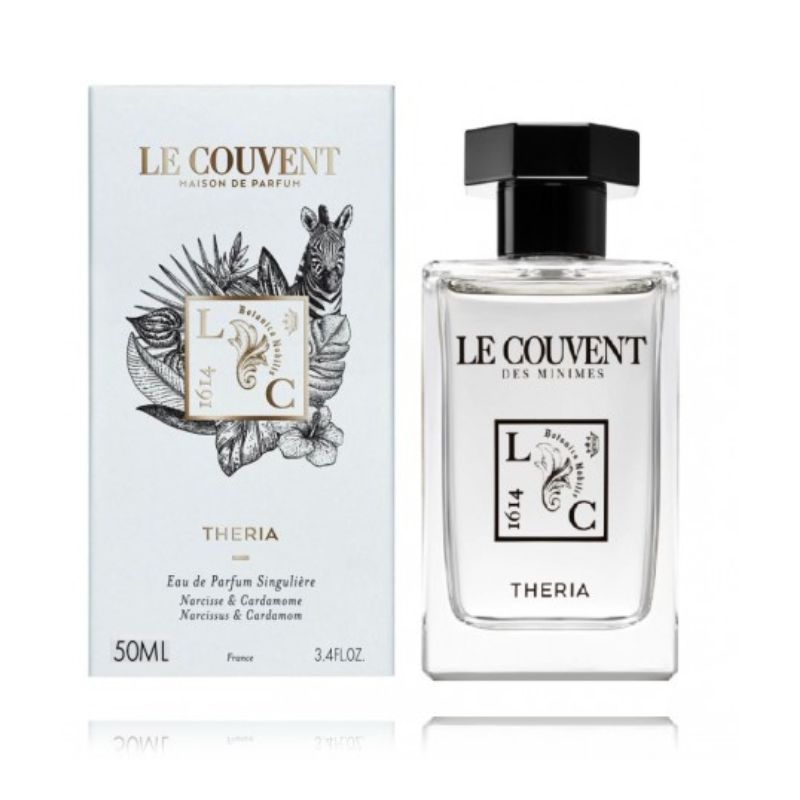 LE COUVENT
MAISON DE PARFUM
L
Botanica Nobilis
1614
C
THERIA
Eau de Parfum Singulière
Narcisse & Cardamome
Narcissus & Cardamom
50ML
France
3.4FL.OZ.
LE COUVENT
DES MINIMES
L
Botanica Nobilis
1614
C
THERIA